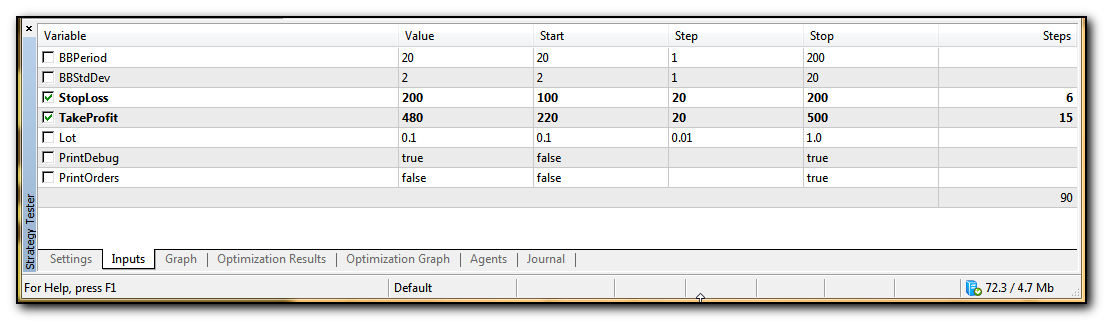 Variable Value Start Step Stop Steps
BBPeriod 20 20 1 200
BBStdDev 2 2 1 20
StopLoss 200 100 20 200 6
TakeProfit 480 220 20 500 15
Lot 0.1 0.1 0.01 1.0
PrintDebug true false true
PrintOrders false false true
90
Strategy Tester
Settings Inputs Graph Optimization Results Optimization Graph Agents Journal
For Help, press F1 Default 72.3 / 4.7 Mb